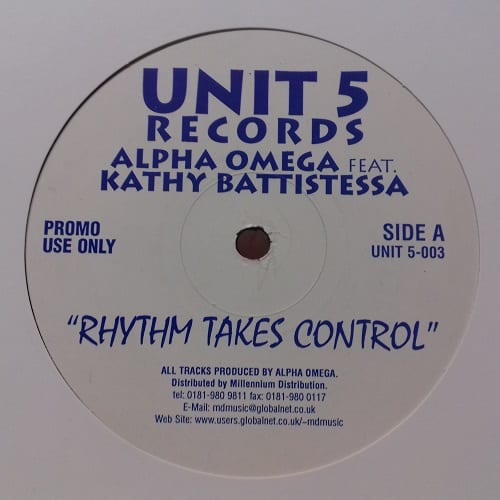 UNIT 5
RECORDS
ALPHA OMEGA FEAT.
KATHY BATTISTESSA
PROMO
USE ONLY
SIDE A
UNIT 5-003
"RHYTHM TAKES CONTROL"
ALL TRACKS PRODUCED BY ALPHA OMEGA.
Distributed by Millennium Distribution.
tel: 0181-980 9811 fax: 0181-980 0117
E-Mail: mdmusic@globalnet.co.uk
Web Site: www.users.globalnet.co.uk/~mdmusic